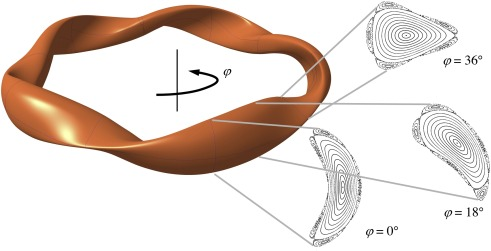 φ = 36°
φ
φ = 18°
φ = 0°